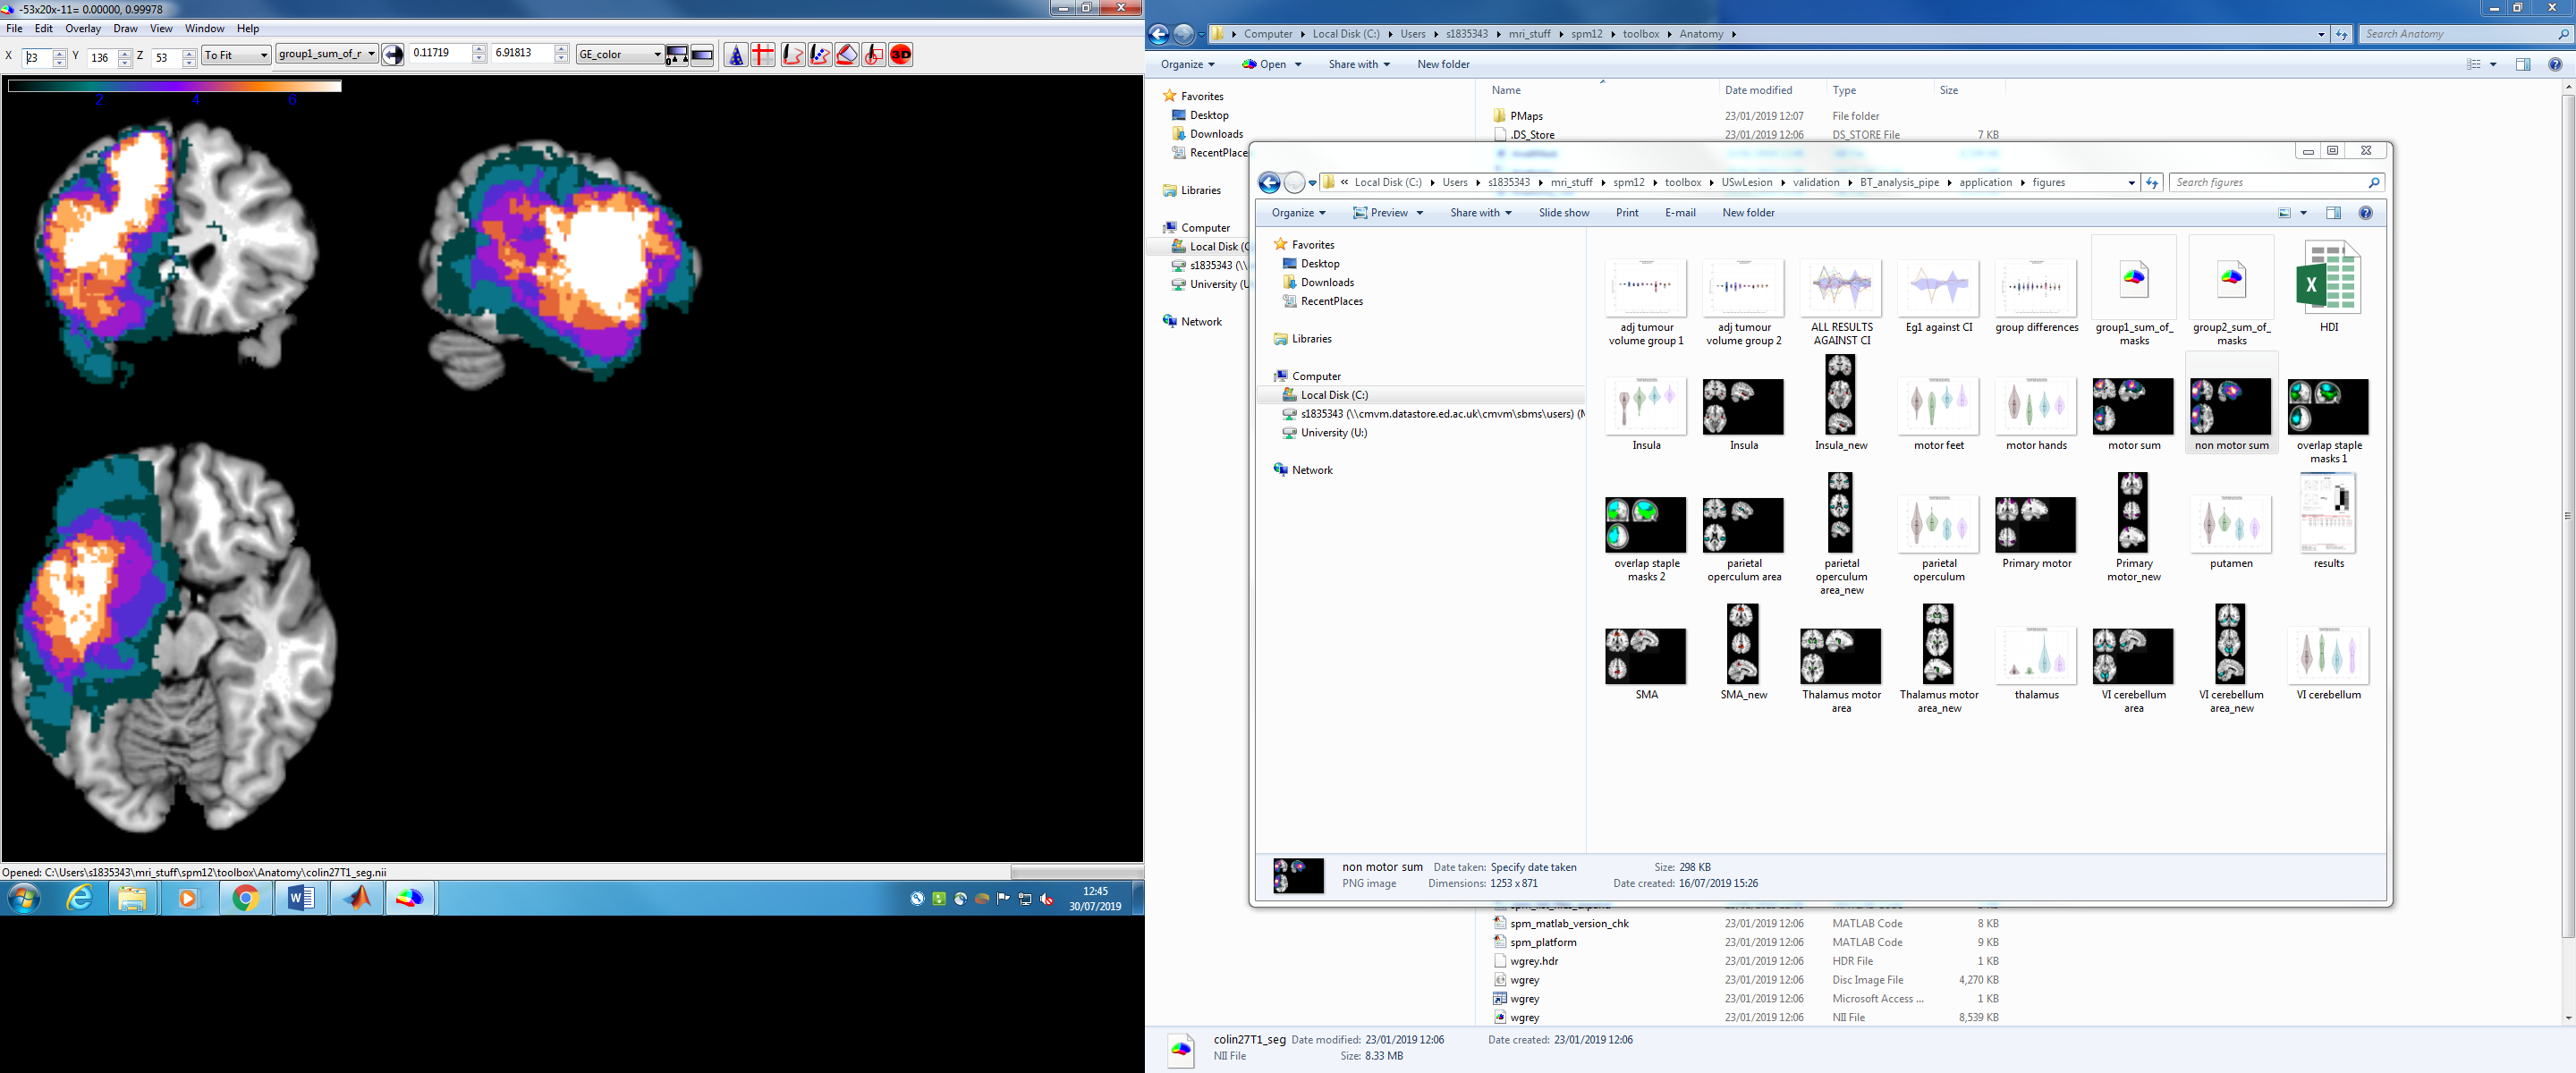 -53x20x-11= 0.00000, 0.99978
File Edit Overlay Draw View Window Help
X 23 Y 136 Z 53 To Fit group1_sum_of_r 0.11719 6.91813 GE_color 3D
2 4 6
Opened: C:\Users\s1835343\mri_stuff\spm12\toolbox\Anatomy\colin27T1_seg.nii
12:45
30/07/2019
Computer Local Disk (C:) Users s1835343 mri_stuff spm12 toolbox Anatomy Search Anatomy
Organize Open Share with New folder
Favorites
Desktop
Downloads
RecentPlace
Libraries
Computer
Local Disk (C
s1835343 (\\
University (U
Network
Name Date modified Type Size
PMaps 23/01/2019 12:07 File folder
.DS_Store 23/01/2019 12:06 DS_STORE File 7 KB
« Local Disk (C:) Users s1835343 mri_stuff spm12 toolbox USwLesion validation BT_analysis_pipe application figures Search figures
Organize Preview Share with Slide show Print E-mail New folder
Favorites
Desktop
Downloads
RecentPlaces
Libraries
Computer
Local Disk (C:)
s1835343 (\\cmvm.datastore.ed.ac.uk\cmvm\sbms\users) (M
University (U:)
Network
adj tumour volume group 1
adj tumour volume group 2
ALL RESULTS AGAINST CI
Eg1 against CI
group differences
group1_sum_of_masks
group2_sum_of_masks
HDI
Insula
Insula
Insula_new
motor feet
motor hands
motor sum
non motor sum
overlap staple masks 1
overlap staple masks 2
parietal operculum area
parietal operculum area_new
parietal operculum
Primary motor
Primary motor_new
putamen
results
SMA
SMA_new
Thalamus motor area
Thalamus motor area_new
thalamus
VI cerebellum area
VI cerebellum area_new
VI cerebellum
non motor sum Date taken: Specify date taken Size: 298 KB
PNG image Dimensions: 1253 x 871 Date created: 16/07/2019 15:26
spm_matlab_version_chk 23/01/2019 12:06 MATLAB Code 8 KB
spm_platform 23/01/2019 12:06 MATLAB Code 9 KB
wgrey.hdr 23/01/2019 12:06 HDR File 1 KB
wgrey 23/01/2019 12:06 Disc Image File 4,270 KB
wgrey 23/01/2019 12:06 Microsoft Access ... 1 KB
wgrey 23/01/2019 12:06 NII File 8,539 KB
colin27T1_seg Date modified: 23/01/2019 12:06 Date created: 23/01/2019 12:06
NII File Size: 8.33 MB